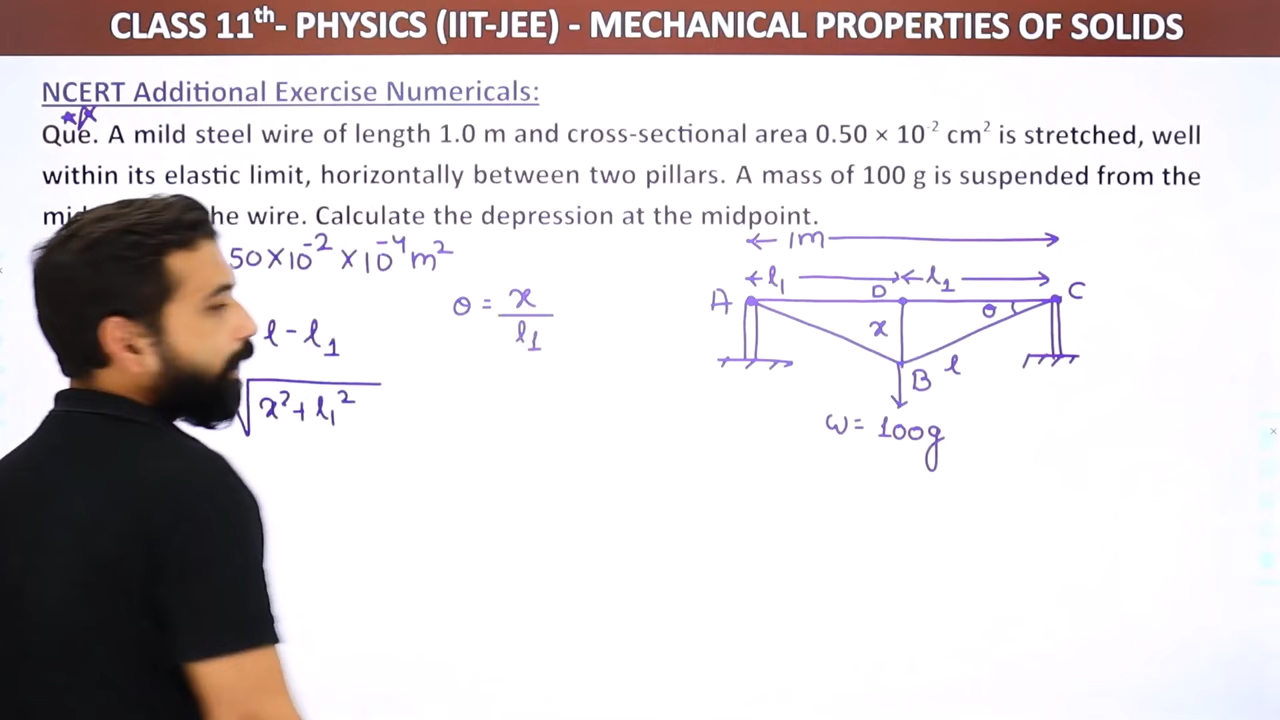 CLASS 11th- PHYSICS (IIT-JEE) - MECHANICAL PROPERTIES OF SOLIDS
NCERT Additional Exercise Numericals:
Que. A mild steel wire of length 1.0 m and cross-sectional area 0.50 × 10⁻² cm² is stretched, well
within its elastic limit, horizontally between two pillars. A mass of 100 g is suspended from the
he wire. Calculate the depression at the midpoint.
50×10⁻² × 10⁻⁴ m²
θ = x / l₁
l - l₁
√x² + l₁²
1m
l₁ l₁
A D C
x θ
B l
W = 100g